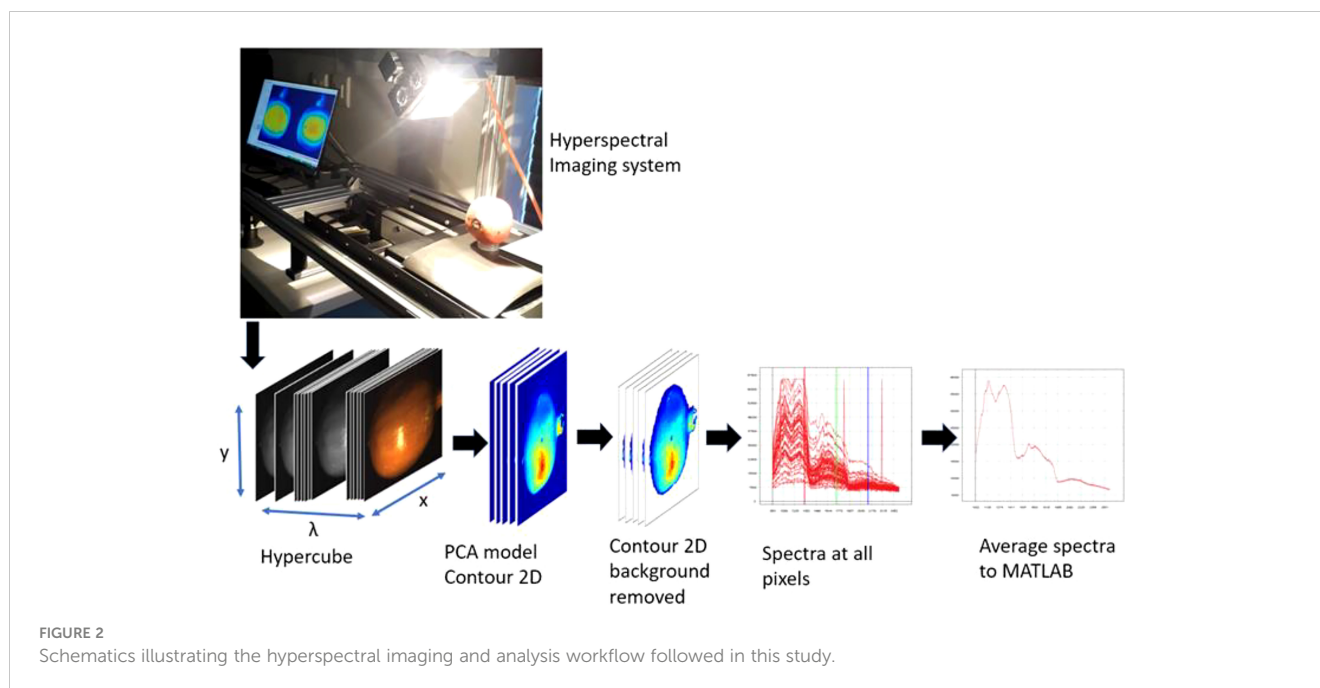 Hyperspectral
Imaging system
y
λ
x
Hypercube
PCA model
Contour 2D
Contour 2D
background
removed
Spectra at all
pixels
Average spectra
to MATLAB
FIGURE 2
Schematics illustrating the hyperspectral imaging and analysis workflow followed in this study.